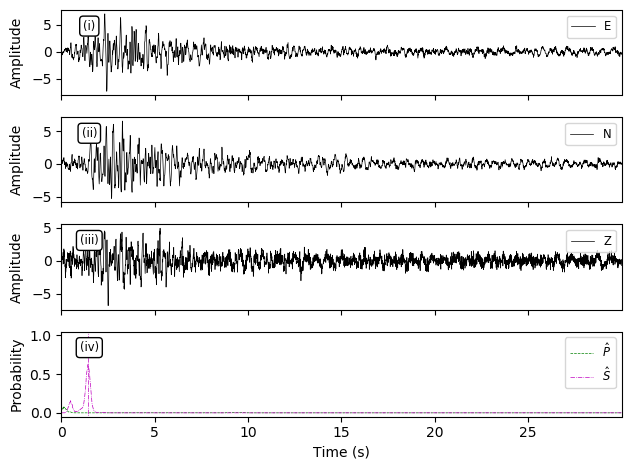 Amplitude
5
0
−5
(i)
E
Amplitude
5
0
−5
(ii)
N
Amplitude
5
0
−5
(iii)
Z
Probability
1.0
0.5
0.0
(iv)
P̂
Ŝ
0 5 10 15 20 25
Time (s)